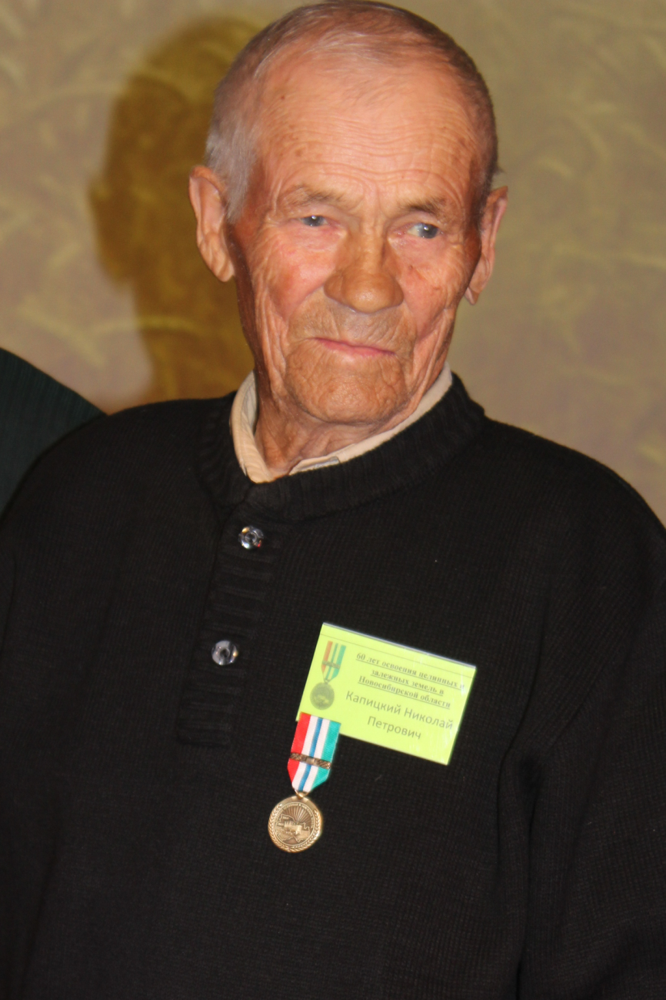 60 лет освоения целинных и
залежных земель в
Новосибирской области
Капицкий Николай
Петрович